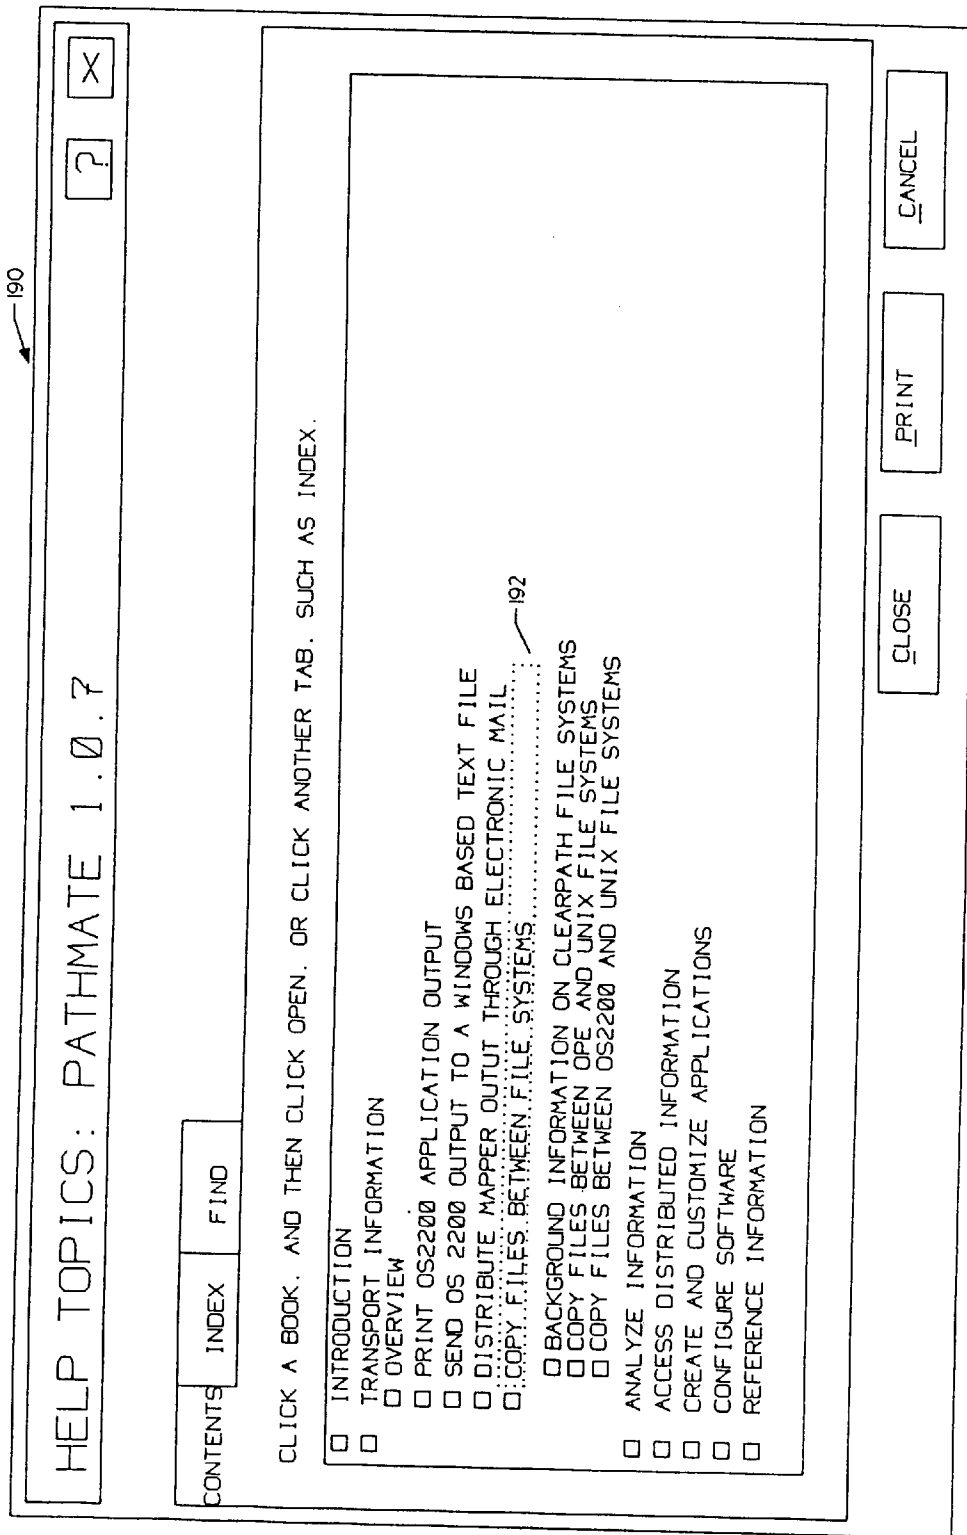 190
HELP TOPICS: PATHMATE 1.0.7
? X
CONTENTS INDEX FIND
CLICK A BOOK. AND THEN CLICK OPEN. OR CLICK ANOTHER TAB. SUCH AS INDEX.
INTRODUCTION
TRANSPORT INFORMATION
OVERVIEW
PRINT OS2200 APPLICATION OUTPUT
SEND OS 2200 OUTPUT TO A WINDOWS BASED TEXT FILE
DISTRIBUTE MAPPER OUTUT THROUGH ELECTRONIC MAIL
COPY FILES BETWEEN FILE SYSTEMS
192
BACKGROUND INFORMATION ON CLEARPATH FILE SYSTEMS
COPY FILES BETWEEN OPE AND UNIX FILE SYSTEMS
COPY FILES BETWEEN OS2200 AND UNIX FILE SYSTEMS
ANALYZE INFORMATION
ACCESS DISTRIBUTED INFORMATION
CREATE AND CUSTOMIZE APPLICATIONS
CONFIGURE SOFTWARE
REFERENCE INFORMATION
CLOSE PRINT CANCEL